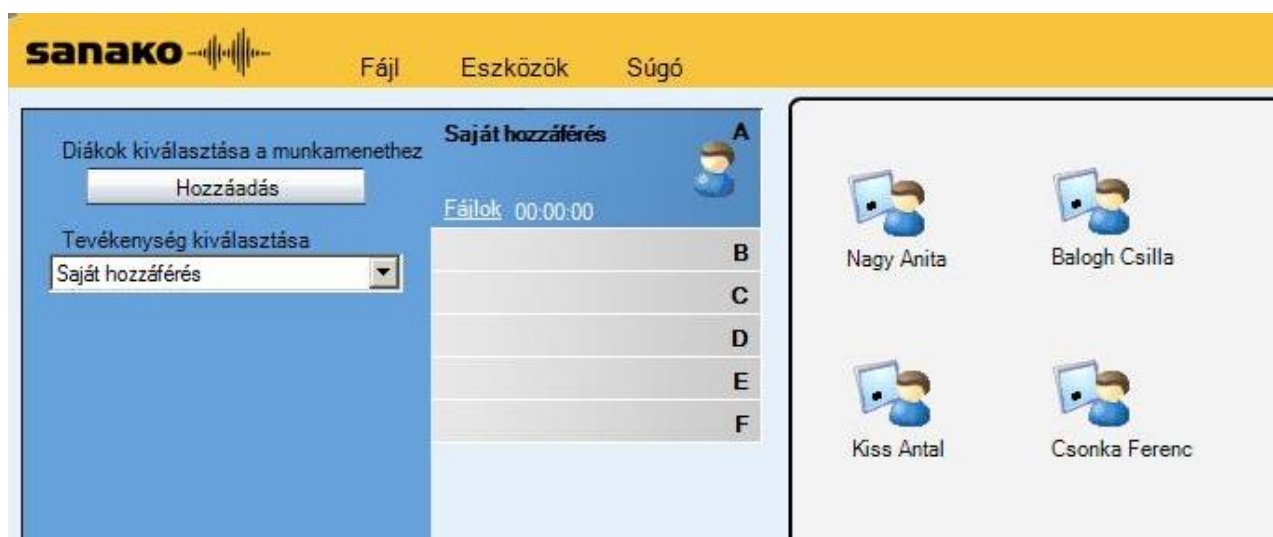 sanako
Fájl Eszközök Súgó
Diákok kiválasztása a munkamenethez
Hozzáadás
Tevékenység kiválasztása
Saját hozzáférés
Saját hozzáférés A
Fájlok 00:00:00
B
C
D
E
F
Nagy Anita
Balogh Csilla
Kiss Antal
Csonka Ferenc